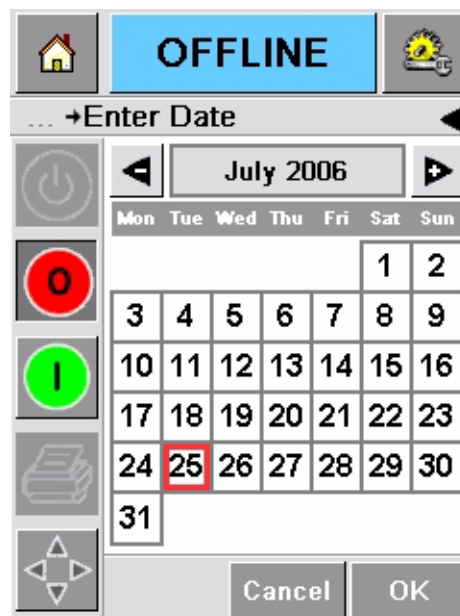 OFFLINE
... →Enter Date
July 2006
Mon Tue Wed Thu Fri Sat Sun
1 2
3 4 5 6 7 8 9
10 11 12 13 14 15 16
17 18 19 20 21 22 23
24 25 26 27 28 29 30
31
O
I
Cancel OK